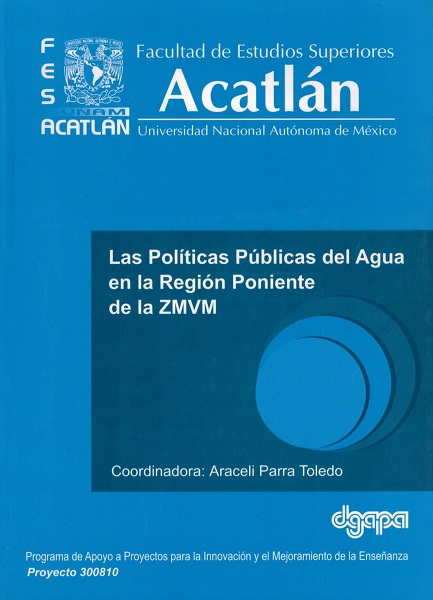 FES
UNAM
ACATLÁN
Facultad de Estudios Superiores
Acatlán
Universidad Nacional Autónoma de México
Las Políticas Públicas del Agua
en la Región Poniente
de la ZMVM
Coordinadora: Araceli Parra Toledo
dgapa
Programa de Apoyo a Proyectos para la Innovación y el Mejoramiento de la Enseñanza
Proyecto 300810